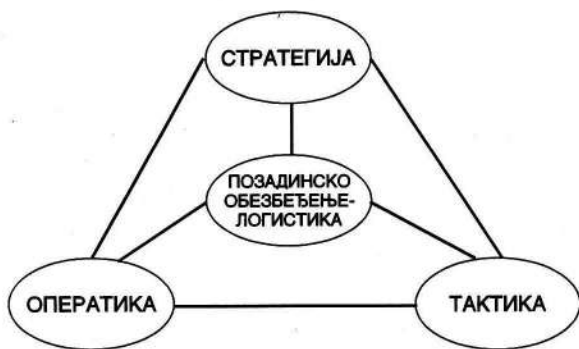 СТРАТЕГИЈА
ПОЗАДИНСКО
ОБЕЗБЕЂЕЊЕ-
ЛОГИСТИКА
ОПЕРАТИКА
ТАКТИКА